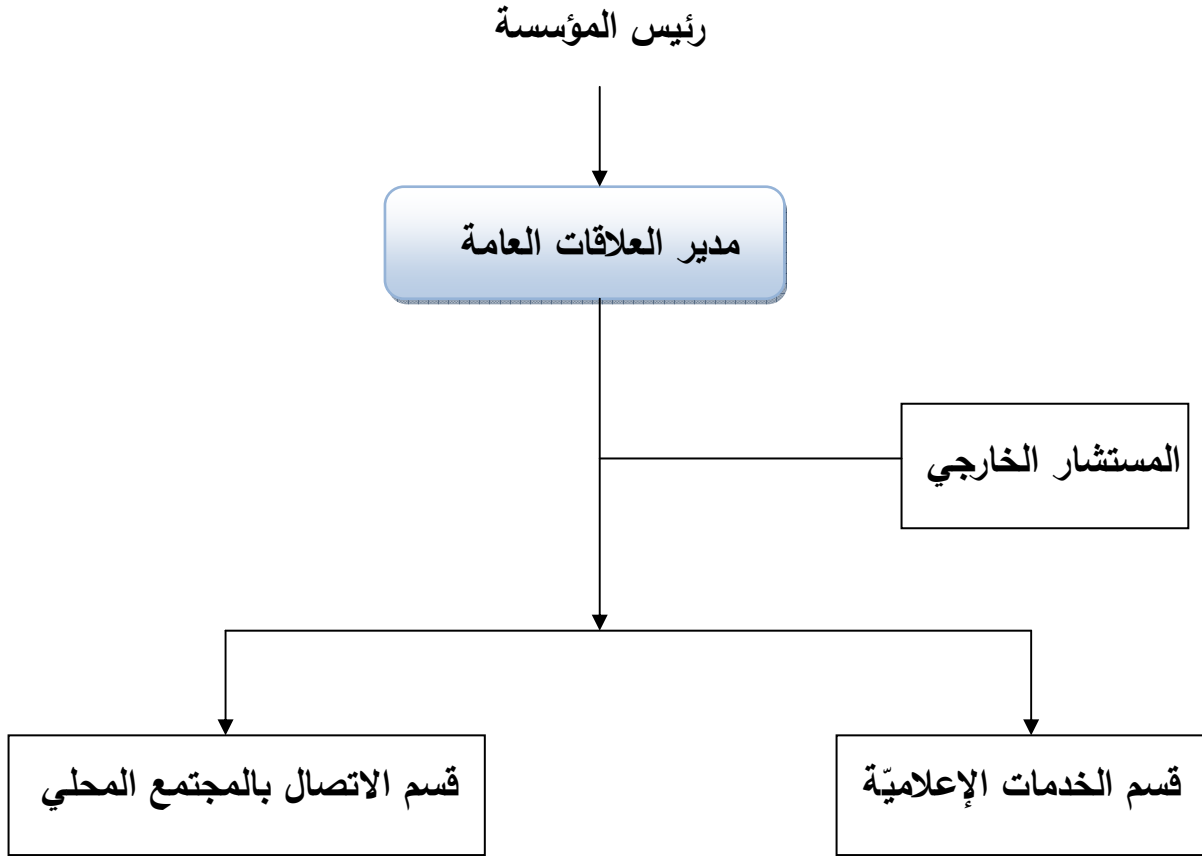 رئيس المؤسسة
مدير العلاقات العامة
المستشار الخارجي
قسم الخدمات الإعلاميّة
قسم الاتصال بالمجتمع المحلي